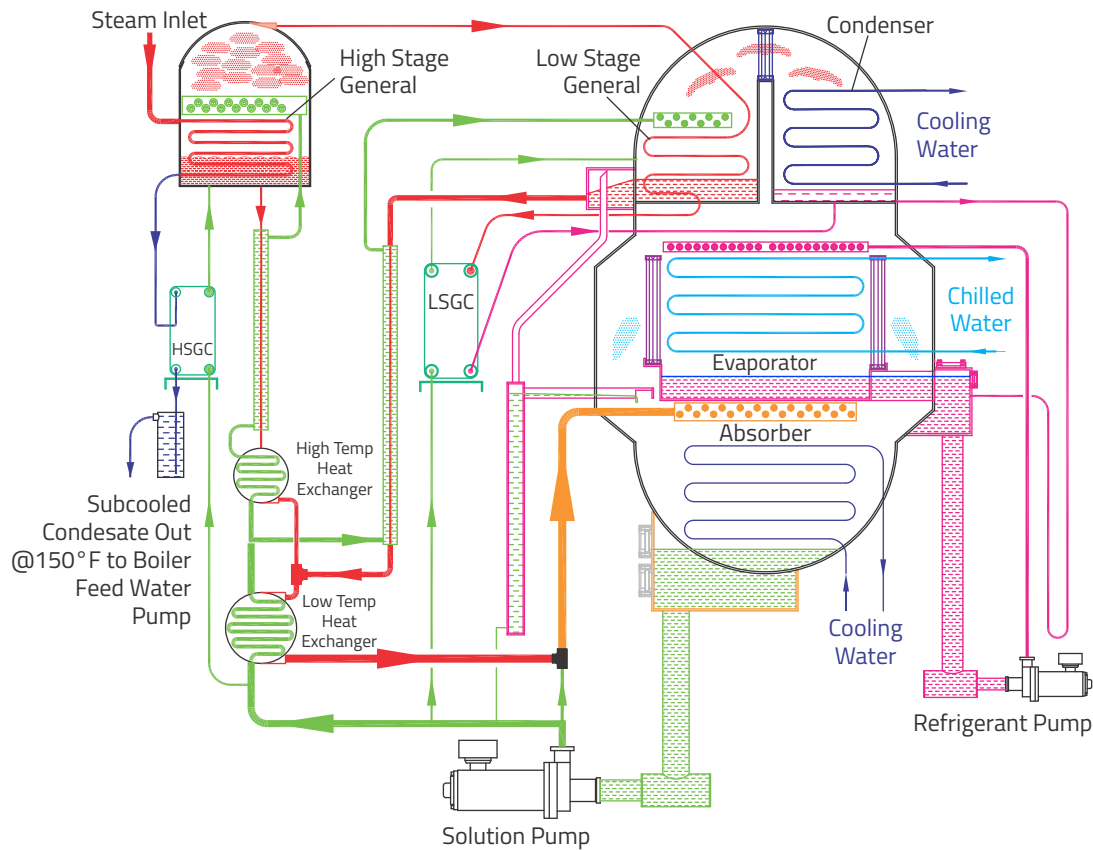 Steam Inlet
High Stage
General
Low Stage
General
Condenser
Cooling
Water
HSGC
LSGC
Chilled
Water
Evaporator
Absorber
High Temp
Heat
Exchanger
Subcooled
Condesate Out
@150°F to Boiler
Feed Water
Pump
Low Temp
Heat
Exchanger
Cooling
Water
Refrigerant Pump
Solution Pump